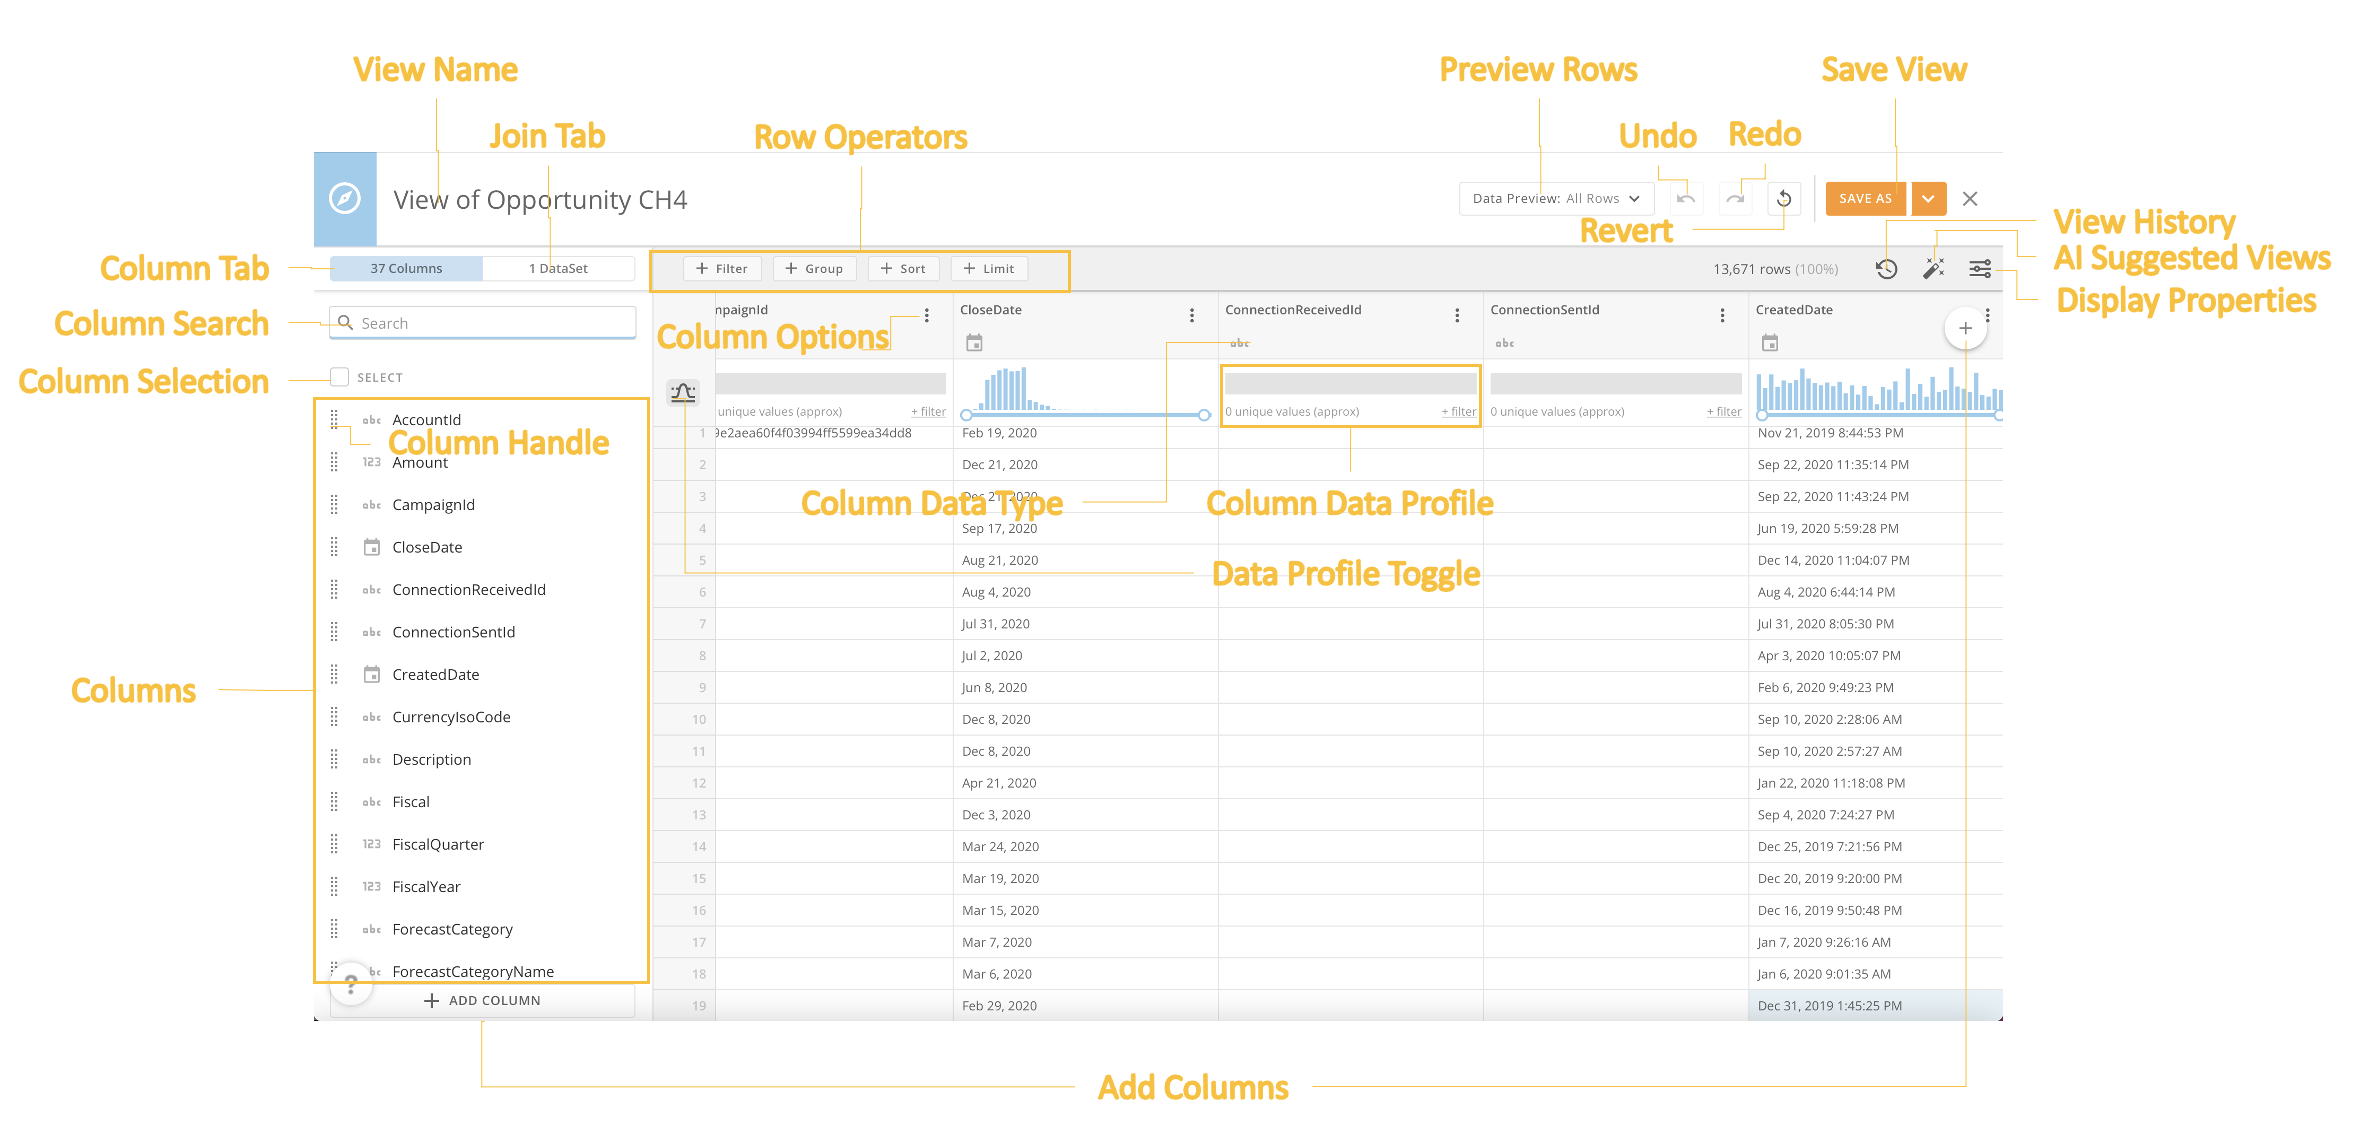 View Name
Preview Rows
Save View
Join Tab
Row Operators
Undo
Redo
View of Opportunity CH4
Data Preview: All Rows
SAVE AS
Revert
View History
AI Suggested Views
Display Properties
Column Tab
37 Columns
1 DataSet
+ Filter
+ Group
+ Sort
+ Limit
13,671 rows (100%)
Column Search
Search
Column Selection
SELECT
mpaignId
CloseDate
ConnectionReceivedId
ConnectionSentId
CreatedDate
Column Options
abc
abc
unique values (approx)
+ filter
0 unique values (approx)
+ filter
0 unique values (approx)
+ filter
abc AccountId
Column Handle
123 Amount
abc CampaignId
CloseDate
abc ConnectionReceivedId
abc ConnectionSentId
CreatedDate
abc CurrencyIsoCode
abc Description
abc Fiscal
123 FiscalQuarter
123 FiscalYear
abc ForecastCategory
abc ForecastCategoryName
Columns
?
+ ADD COLUMN
1 9e2aea60f4f03994ff5599ea34dd8 Feb 19, 2020 Nov 21, 2019 8:44:53 PM
2 Dec 21, 2020 Sep 22, 2020 11:35:14 PM
3 Dec 21, 2020 Sep 22, 2020 11:43:24 PM
Column Data Type
Column Data Profile
4 Sep 17, 2020 Jun 19, 2020 5:59:28 PM
5 Aug 21, 2020 Dec 14, 2020 11:04:07 PM
Data Profile Toggle
6 Aug 4, 2020 Aug 4, 2020 6:44:14 PM
7 Jul 31, 2020 Jul 31, 2020 8:05:30 PM
8 Jul 2, 2020 Apr 3, 2020 10:05:07 PM
9 Jun 8, 2020 Feb 6, 2020 9:49:23 PM
10 Dec 8, 2020 Sep 10, 2020 2:28:06 AM
11 Dec 8, 2020 Sep 10, 2020 2:57:27 AM
12 Apr 21, 2020 Jan 22, 2020 11:18:08 PM
13 Dec 3, 2020 Sep 4, 2020 7:24:27 PM
14 Mar 24, 2020 Dec 25, 2019 7:21:56 PM
15 Mar 19, 2020 Dec 20, 2019 9:20:00 PM
16 Mar 15, 2020 Dec 16, 2019 9:50:48 PM
17 Mar 7, 2020 Jan 7, 2020 9:26:16 AM
18 Mar 6, 2020 Jan 6, 2020 9:01:35 AM
19 Feb 29, 2020 Dec 31, 2019 1:45:25 PM
Add Columns